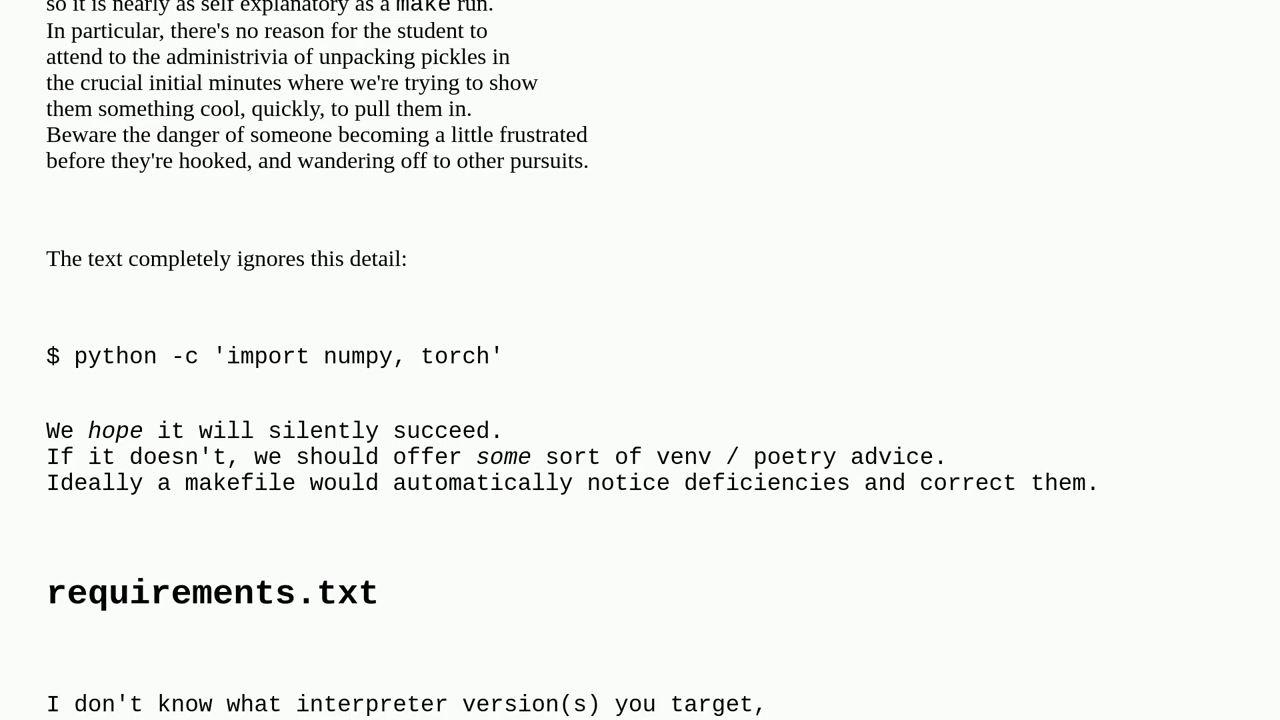 so it is nearly as self explanatory as a make run.
In particular, there's no reason for the student to
attend to the administrivia of unpacking pickles in
the crucial initial minutes where we're trying to show
them something cool, quickly, to pull them in.
Beware the danger of someone becoming a little frustrated
before they're hooked, and wandering off to other pursuits.
The text completely ignores this detail:
$ python -c 'import numpy, torch'
We hope it will silently succeed.
If it doesn't, we should offer some sort of venv / poetry advice.
Ideally a makefile would automatically notice deficiencies and correct them.
requirements.txt
I don't know what interpreter version(s) you target,